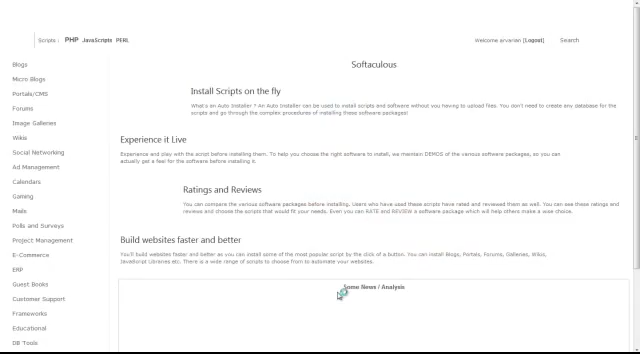 Scripts : PHP JavaScripts PERL
Welcome arvarian [Logout] Search
Blogs
Micro Blogs
Portals/CMS
Forums
Image Galleries
Wikis
Social Networking
Ad Management
Calendars
Gaming
Mails
Polls and Surveys
Project Management
E-Commerce
ERP
Guest Books
Customer Support
Frameworks
Educational
DB Tools
Softaculous
Install Scripts on the fly
What's an Auto Installer ? An Auto Installer can be used to install scripts and software without you having to upload files. You don't need to create any database for the
scripts and go through the complex procedures of installing these software packages!
Experience it Live
Experience and play with the script before installing them. To help you choose the right software to install, we maintain DEMOS of the various software packages, so you can
actually get a feel for the software before installing it.
Ratings and Reviews
You can compare the various software packages before installing. Users who have used these scripts have rated and reviewed them as well. You can see these ratings and
reviews and choose the scripts that would fit your needs. Even you can RATE and REVIEW a software package which will help others make a wise choice.
Build websites faster and better
You'll build websites faster and better as you can install some of the most popular script by the click of a button. You can install Blogs, Portals, Forums, Galleries, Wikis,
JavaScript Libraries etc. There is a wide range of scripts to choose from to automate your websites.
Some News / Analysis